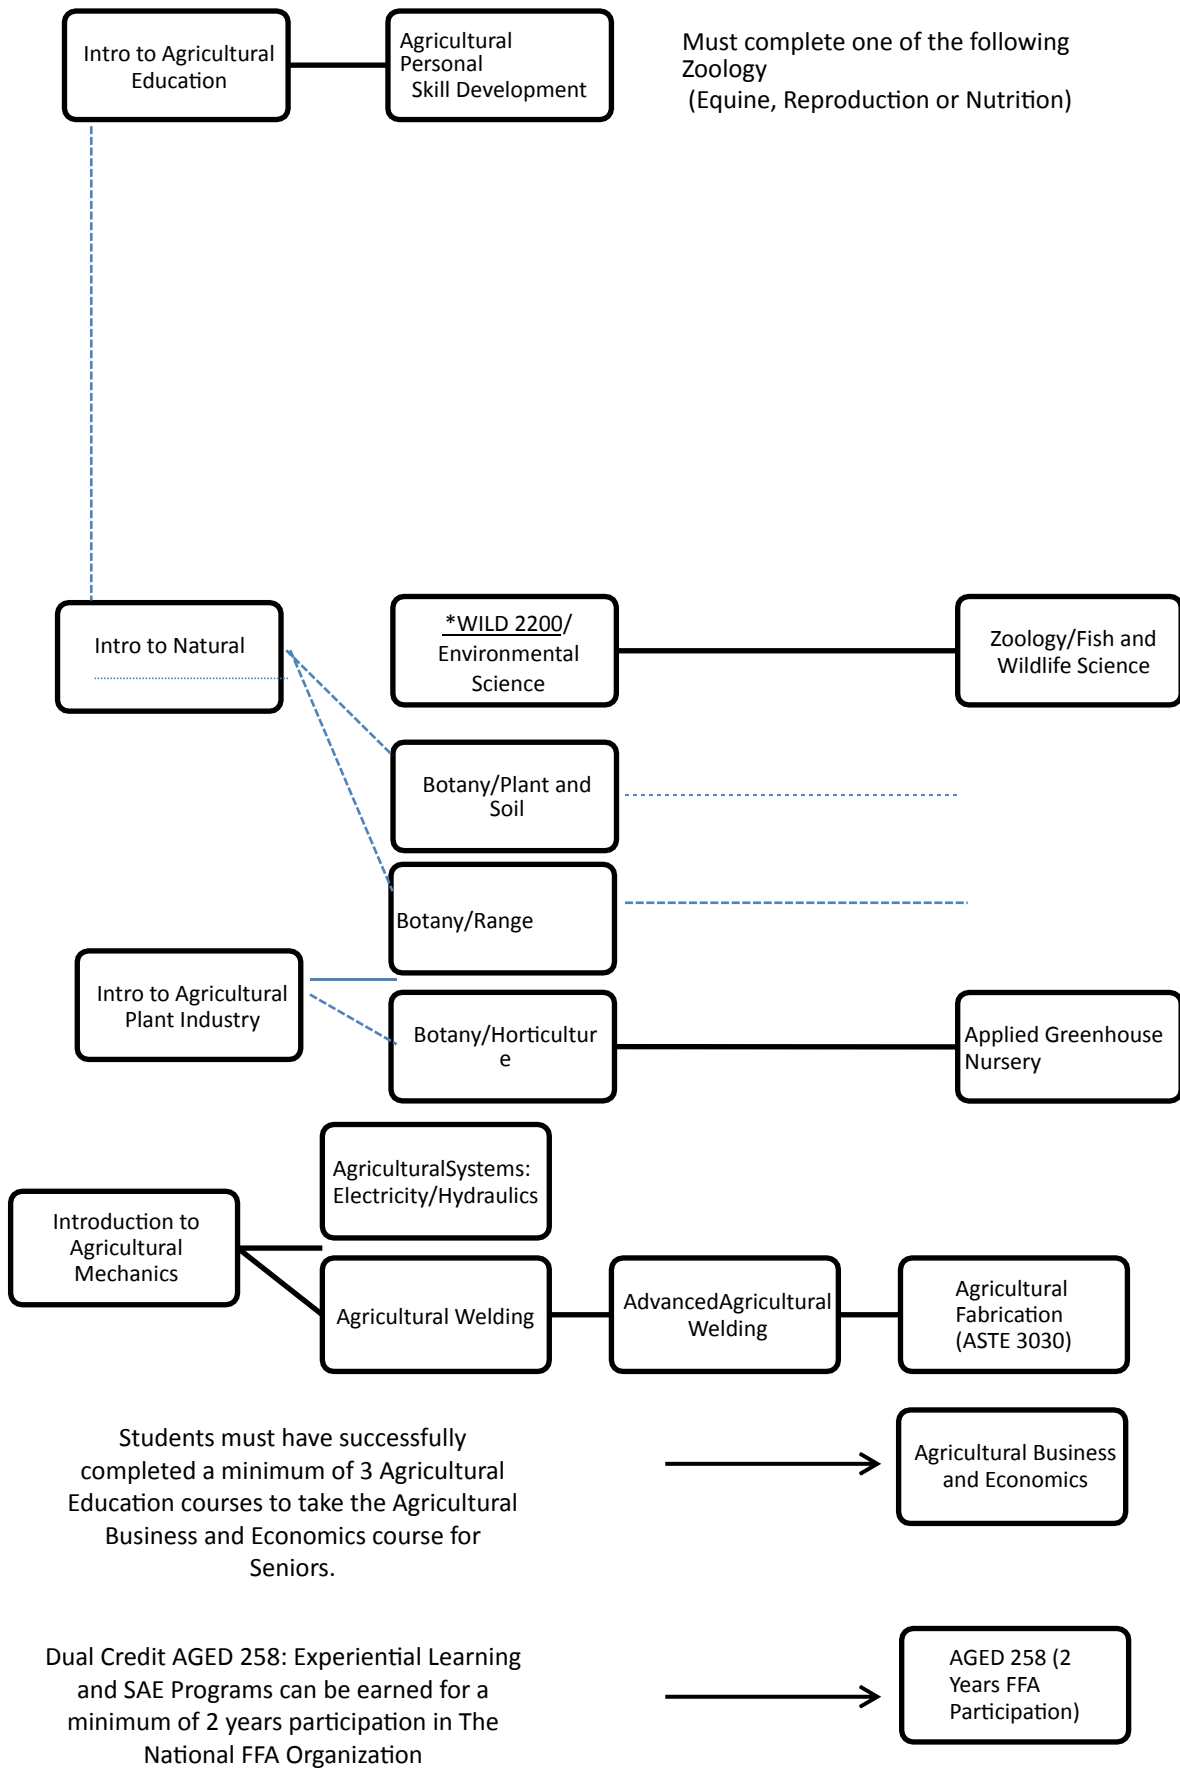 Intro to Agricultural
Education
Agricultural
Personal
Skill Development
Must complete one of the following
Zoology
(Equine, Reproduction or Nutrition)
Intro to Natural
*WILD 2200/
Environmental
Science
Zoology/Fish and
Wildlife Science
Botany/Plant and
Soil
Botany/Range
Intro to Agricultural
Plant Industry
Botany/Horticultur
e
Applied Greenhouse
Nursery
AgriculturalSystems:
Electricity/Hydraulics
Introduction to
Agricultural
Mechanics
Agricultural Welding
AdvancedAgricultural
Welding
Agricultural
Fabrication
(ASTE 3030)
Students must have successfully
completed a minimum of 3 Agricultural
Education courses to take the Agricultural
Business and Economics course for
Seniors.
Agricultural Business
and Economics
Dual Credit AGED 258: Experiential Learning
and SAE Programs can be earned for a
minimum of 2 years participation in The
National FFA Organization
AGED 258 (2
Years FFA
Participation)